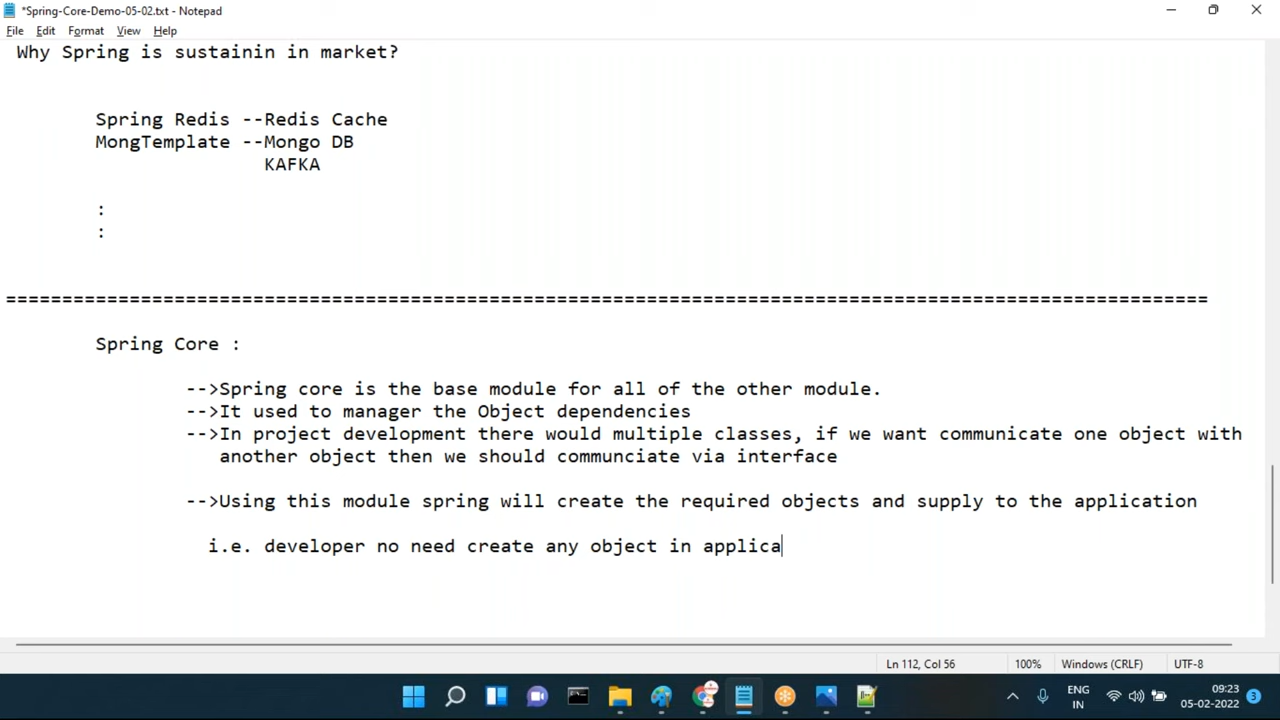 *Spring-Core-Demo-05-02.txt - Notepad
File Edit Format View Help
Why Spring is sustainin in market?
Spring Redis --Redis Cache
MongTemplate --Mongo DB
KAFKA
:
:
===========================================================================================================
Spring Core :
-->Spring core is the base module for all of the other module.
-->It used to manager the Object dependencies
-->In project development there would multiple classes, if we want communicate one object with
another object then we should communciate via interface
-->Using this module spring will create the required objects and supply to the application
i.e. developer no need create any object in applica
Ln 112, Col 56 100% Windows (CRLF) UTF-8
ENG 09:23
IN 05-02-2022 3